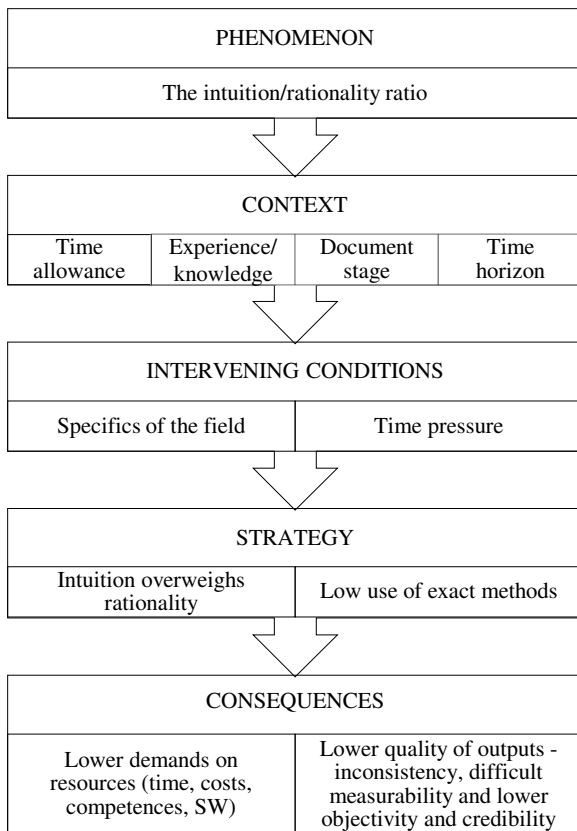 PHENOMENON
The intuition/rationality ratio
CONTEXT
Time
allowance
Experience/
knowledge
Document
stage
Time
horizon
INTERVENING CONDITIONS
Specifics of the field
Time pressure
STRATEGY
Intuition overweighs
rationality
Low use of exact methods
CONSEQUENCES
Lower demands on
resources (time, costs,
competences, SW)
Lower quality of outputs -
inconsistency, difficult
measurability and lower
objectivity and credibility